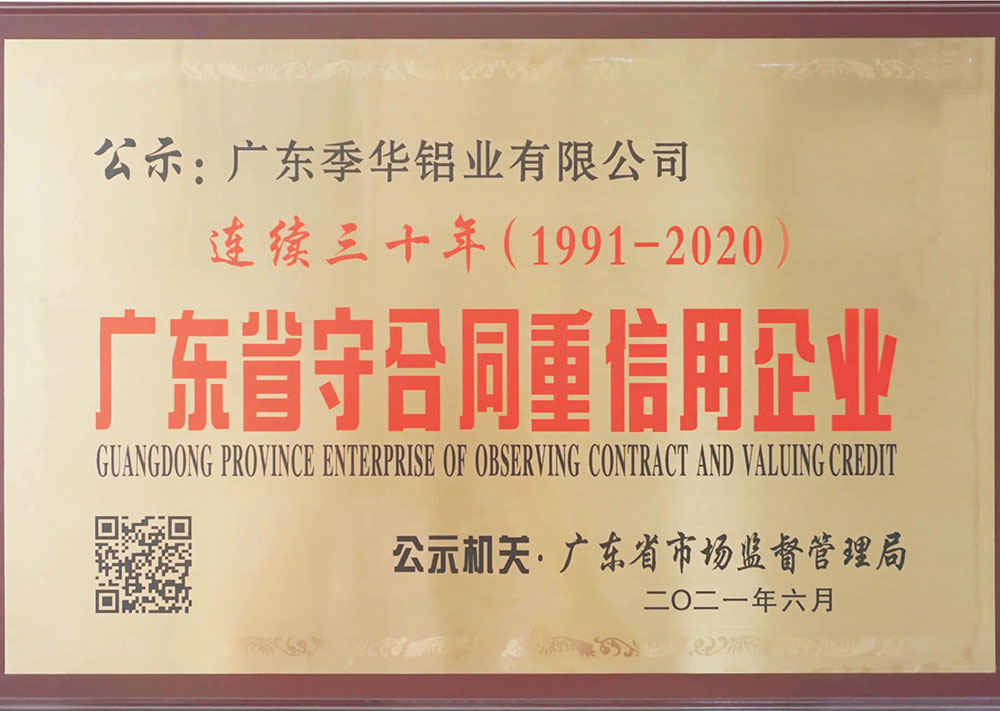 公示：广东季华铝业有限公司
连续三十年（1991-2020）
广东省守合同重信用企业
GUANGDONG PROVINCE ENTERPRISE OF OBSERVING CONTRACT AND VALUING CREDIT
公示机关·广东省市场监督管理局
二〇二一年六月